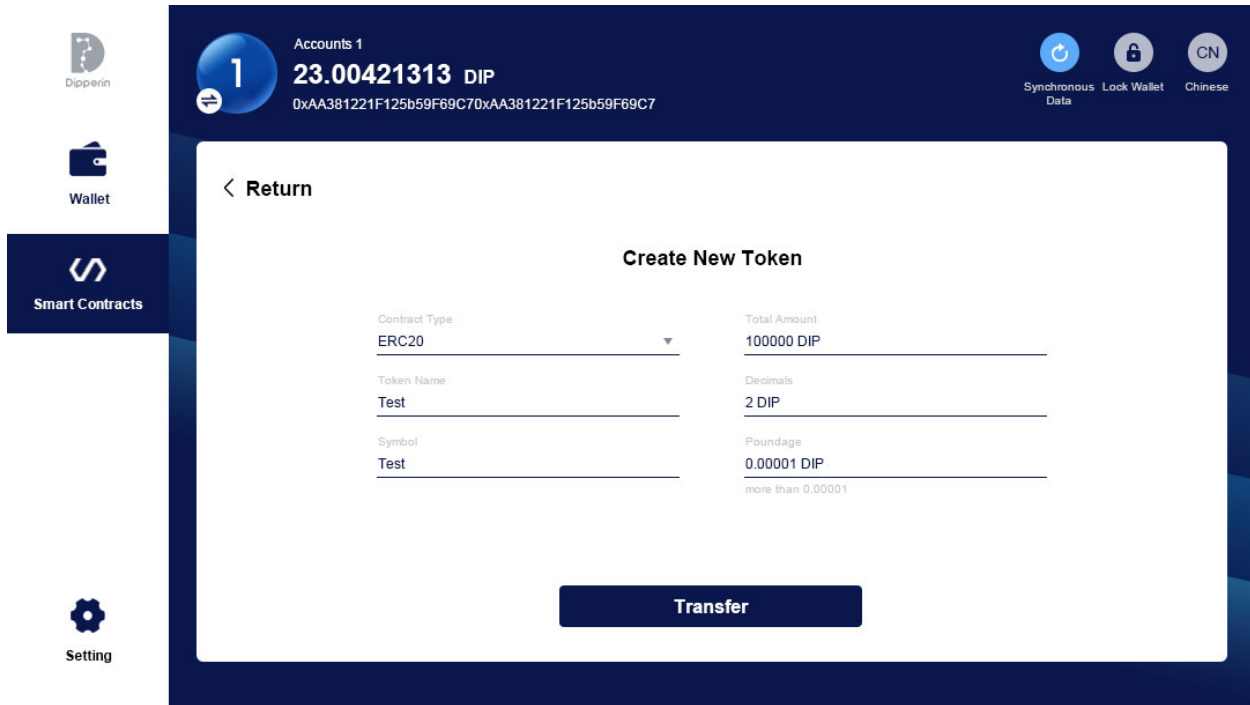 Dipperin
Wallet
Smart Contracts
Setting
1
Accounts 1
23.00421313 DIP
0xAA381221F125b59F69C70xAA381221F125b59F69C7
Synchronous
Data
Lock Wallet
CN
Chinese
< Return
Create New Token
Contract Type
ERC20
Total Amount
100000 DIP
Token Name
Test
Decimals
2 DIP
Symbol
Test
Poundage
0.00001 DIP
more than 0.00001
Transfer